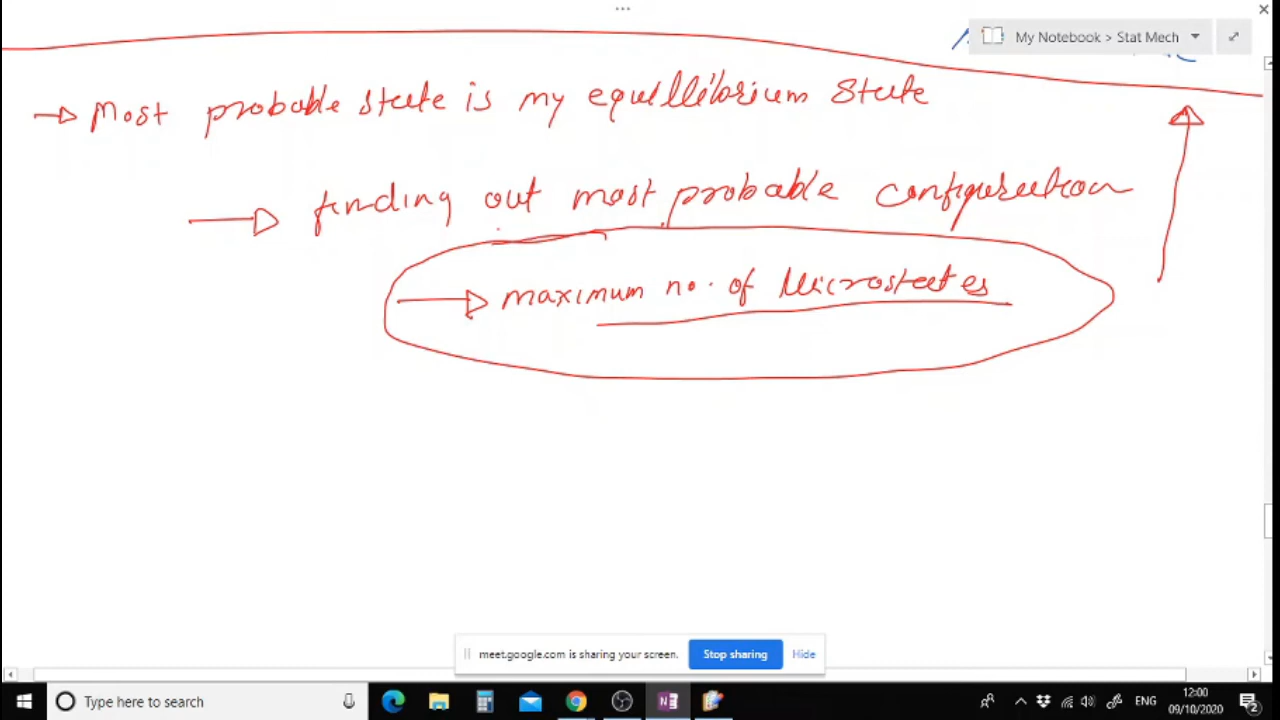 ...
My Notebook > Stat Mech
→ Most probable state is my equillibrium state
→ finding out most probable configuration
→ maximum no. of Microstates
meet.google.com is sharing your screen. Stop sharing Hide
Type here to search
ENG
12:00
09/10/2020
2